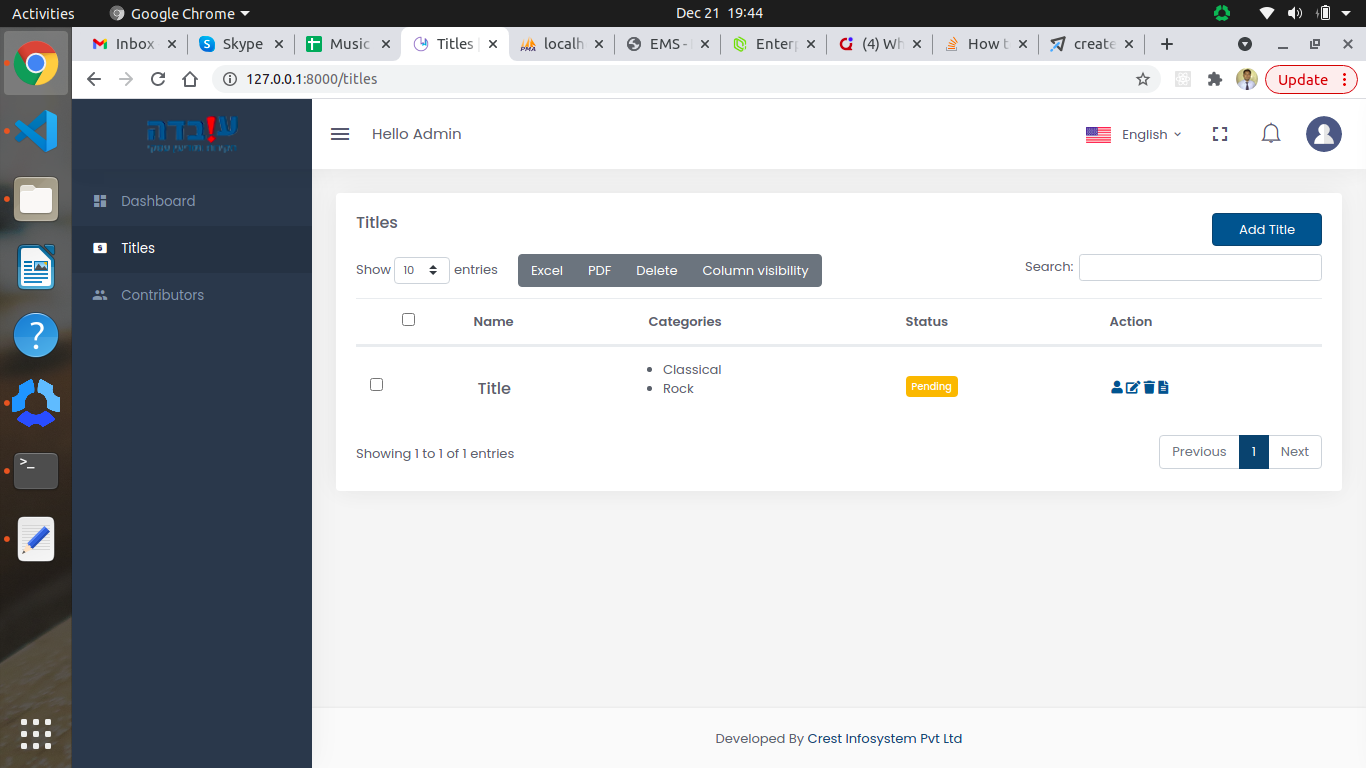 Activities Google Chrome Dec 21 19:44
Inbox Skype Music Titles | localh EMS - Enterp (4) Wh How t create
127.0.0.1:8000/titles Update
עובדה
Hello Admin English
Dashboard
Titles
Contributors
Titles Add Title
Show 10 entries Excel PDF Delete Column visibility Search:
Name Categories Status Action
Title Classical Pending
Rock
Showing 1 to 1 of 1 entries Previous 1 Next
Developed By Crest Infosystem Pvt Ltd